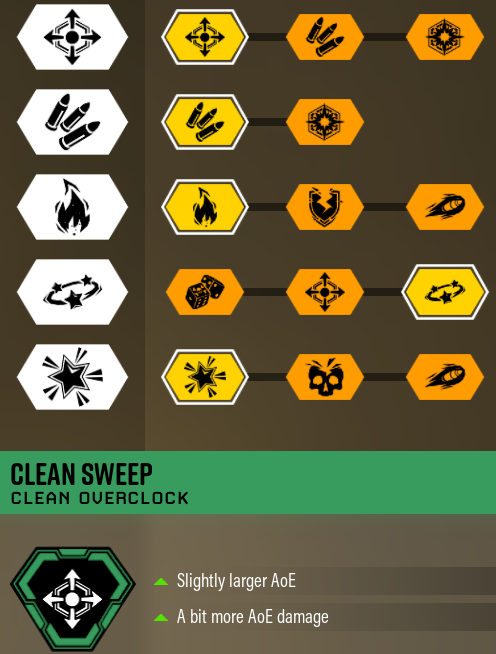 CLEAN SWEEP
CLEAN OVERCLOCK
Slightly larger AoE
A bit more AoE damage